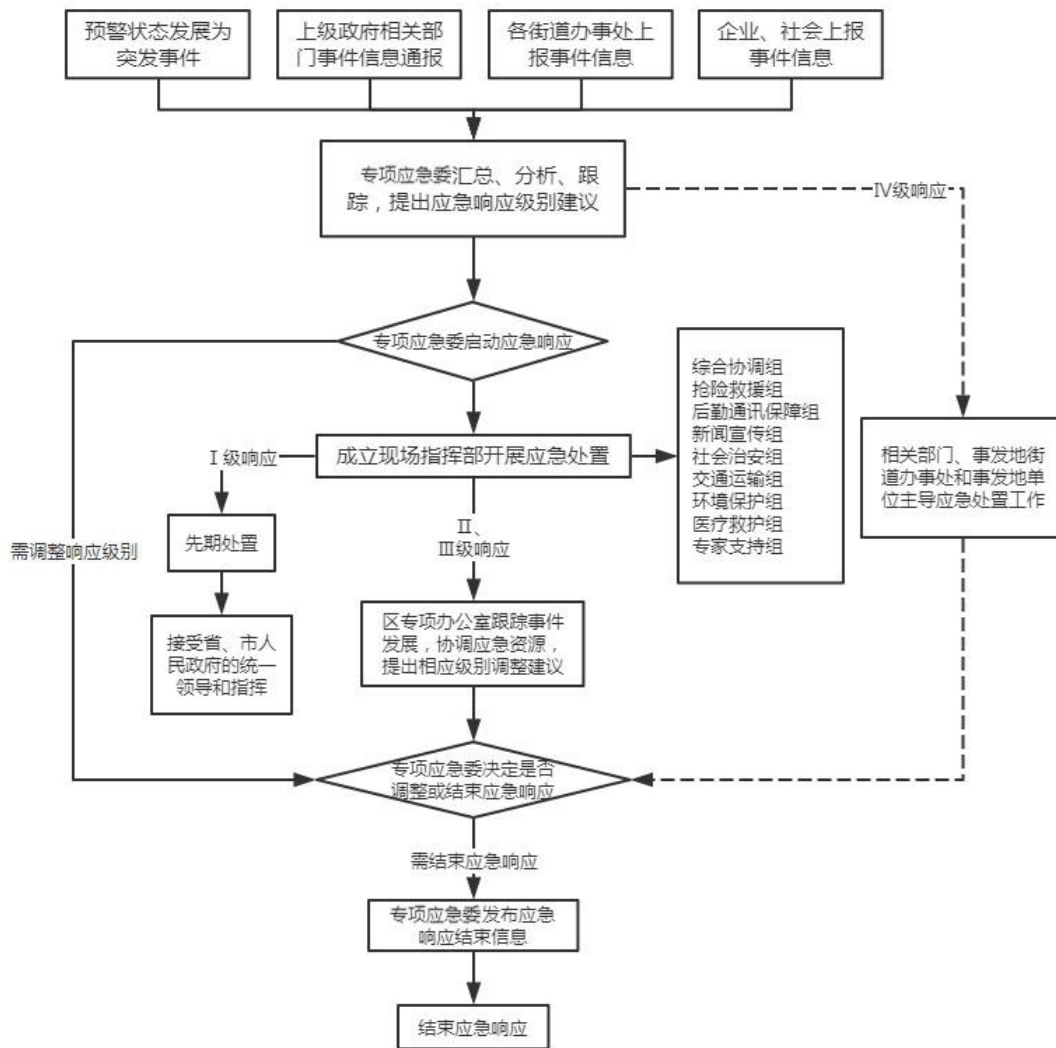 预警状态发展为
突发事件
上级政府相关部
门事件信息通报
各街道办事处上
报事件信息
企业、社会上报
事件信息
专项应急委汇总、分析、跟
踪，提出应急响应级别建议
Ⅳ级响应
专项应急委启动应急响应
综合协调组
抢险救援组
后勤通讯保障组
新闻宣传组
社会治安组
交通运输组
环境保护组
医疗救护组
专家支持组
成立现场指挥部开展应急处置
Ⅰ级响应
相关部门、事发地街
道办事处和事发地单
位主导应急处置工作
Ⅱ、
Ⅲ级响应
先期处置
需调整响应级别
接受省、市人
民政府的统一
领导和指挥
区专项办公室跟踪事件
发展，协调应急资源，
提出相应级别调整建议
专项应急委决定是否
调整或结束应急响应
需结束应急响应
专项应急委发布应急
响应结束信息
结束应急响应